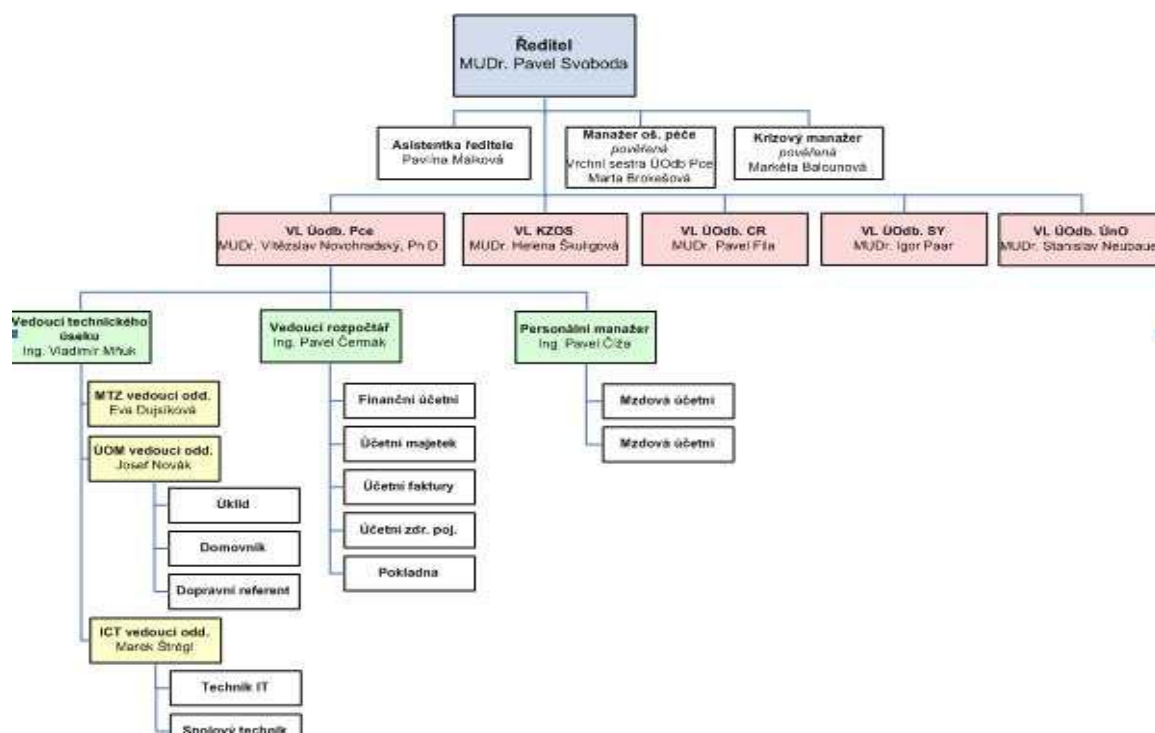 Ředitel
MUDr. Pavel Svoboda
Asistentka ředitele
Pavlína Málková
Manažer oš. péče
pověřená
Vrchní sestra ÚOdb Pce
Marta Brokešová
Krizový manažer
pověřená
Markéta Balounová
VL Úodb. Pce
MUDr. Vítězslav Novohradský, Ph D
VL KZOS
MUDr. Helena Škuligová
VL ÚOdb. CR
MUDr. Pavel Fila
VL ÚOdb. SY
MUDr. Igor Paar
VL ÚOdb. ÚnO
MUDr. Stanislav Neubaue
Vedoucí technického
úseku
Ing. Vladimír Mňuk
Vedoucí rozpočtář
Ing. Pavel Čermák
Personální manažer
Ing. Pavel Číža
MTZ vedoucí odd.
Eva Dujsíková
Finanční účetní
Mzdová účetní
ÚOM vedoucí odd.
Josef Novák
Účetní majetek
Mzdová účetní
Úklid
Účetní faktury
Domovník
Účetní zdr. poj.
Dopravní referent
Pokladna
ICT vedoucí odd.
Marek Štrégl
Technik IT
Spojový technik